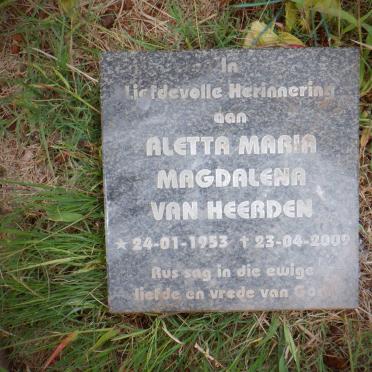 In
Liefdevolle Herinnering
aan
ALETTA MARIA
MAGDALENA
VAN HEERDEN
★ 24-01-1953 ✝ 23-04-2009
Rus sag in die ewige
liefde en vrede van God